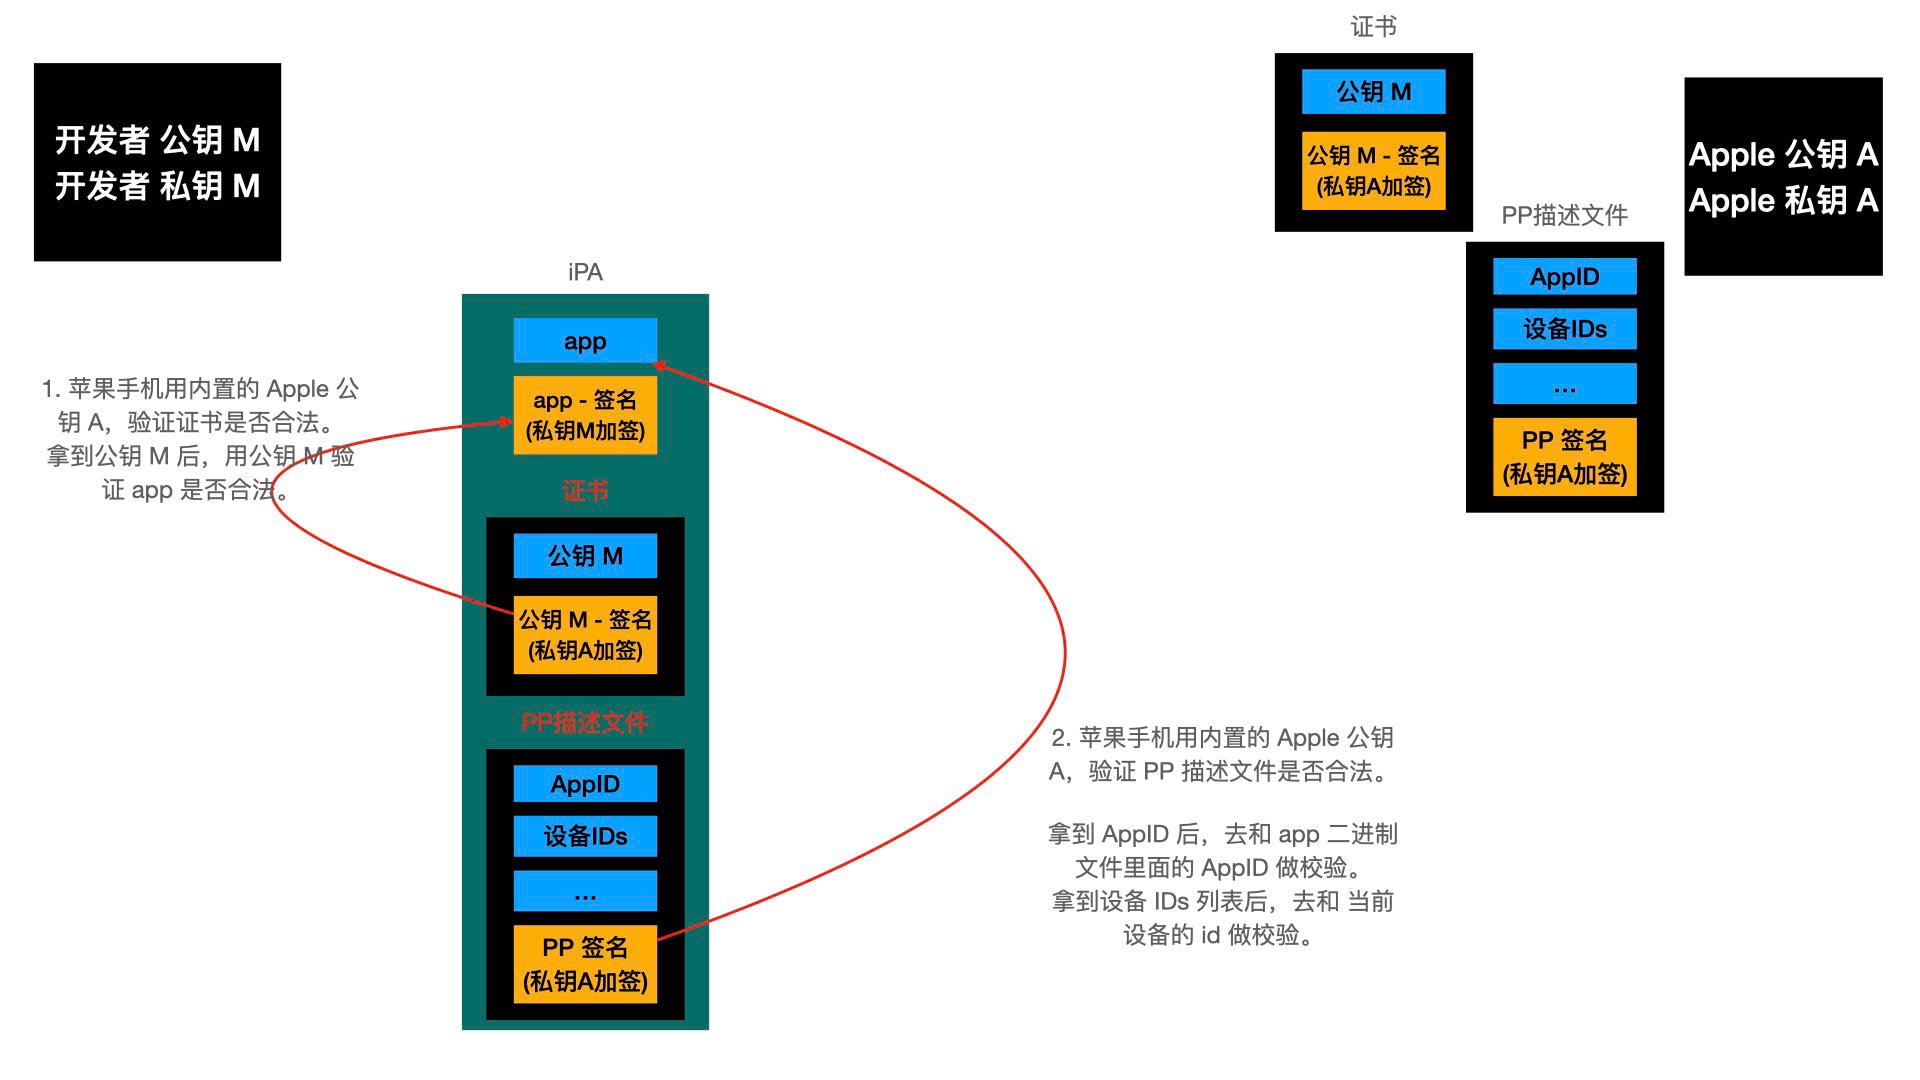 开发者 公钥 M
开发者 私钥 M
证书
公钥 M
公钥 M - 签名
(私钥A加签)
Apple 公钥 A
Apple 私钥 A
PP描述文件
AppID
设备IDs
...
PP 签名
(私钥A加签)
iPA
app
app - 签名
(私钥M加签)
证书
公钥 M
公钥 M - 签名
(私钥A加签)
PP描述文件
AppID
设备IDs
...
PP 签名
(私钥A加签)
1. 苹果手机用内置的 Apple 公
钥 A，验证证书是否合法。
拿到公钥 M 后，用公钥 M 验
证 app 是否合法。
2. 苹果手机用内置的 Apple 公钥
A，验证 PP 描述文件是否合法。
拿到 AppID 后，去和 app 二进制
文件里面的 AppID 做校验。
拿到设备 IDs 列表后，去和 当前
设备的 id 做校验。